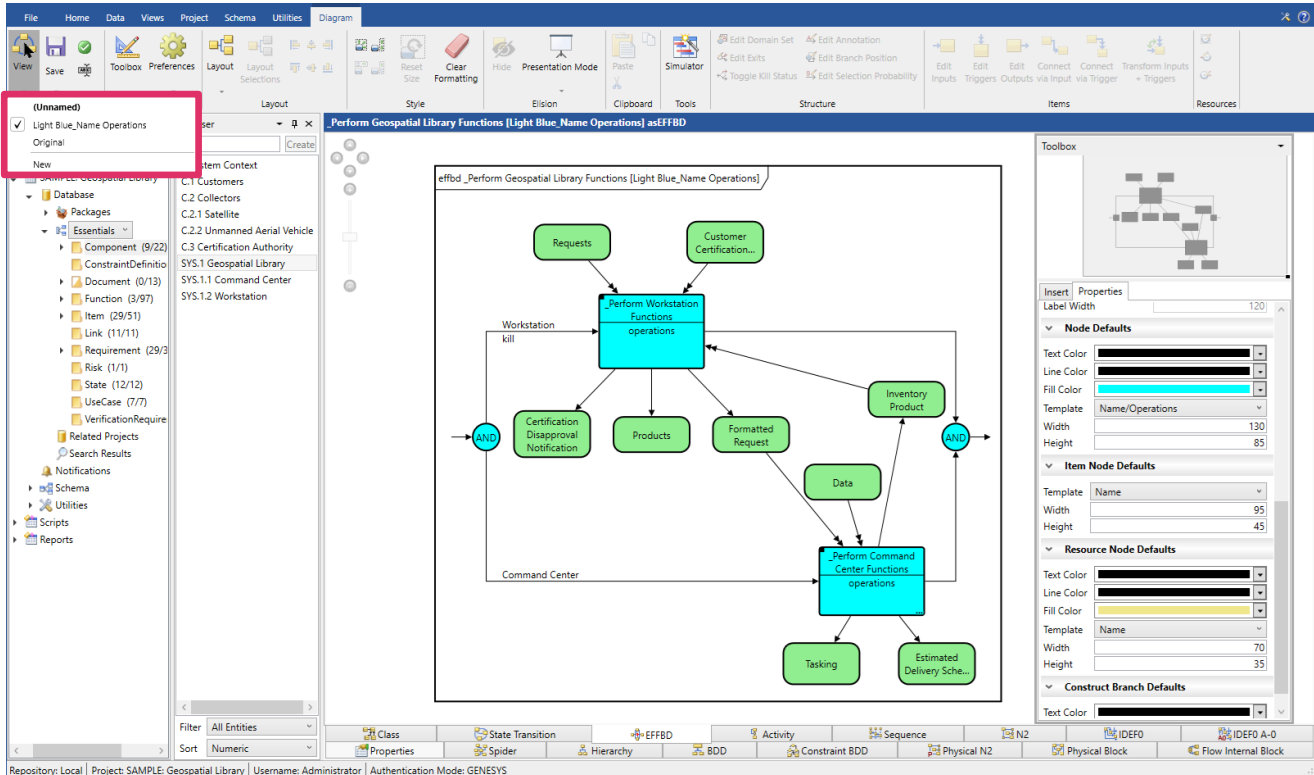 File Home Data Views Project Schema Utilities Diagram
View Save Toolbox Preferences Layout Layout Selections Reset Size Clear Formatting Hide Presentation Mode Paste Simulator
Edit Domain Set Edit Annotation
Edit Exits Edit Branch Position
Toggle Kill Status Edit Selection Probability
Edit Inputs Edit Triggers Edit Outputs Connect via Input Connect via Trigger Transform Inputs + Triggers
Layout Style Elision Clipboard Tools Structure Items Resources
(Unnamed)
Light Blue_Name Operations
Original
New
SAMPLE: Geospatial Library
Database
Packages
Essentials
Component (9/22)
ConstraintDefinitio
Document (0/13)
Function (3/97)
Item (29/51)
Link (11/11)
Requirement (29/3
Risk (1/1)
State (12/12)
UseCase (7/7)
VerificationRequire
Related Projects
Search Results
Notifications
Schema
Utilities
Scripts
Reports
ser
Create
stem Context
C.1 Customers
C.2 Collectors
C.2.1 Satellite
C.2.2 Unmanned Aerial Vehicle
C.3 Certification Authority
SYS.1 Geospatial Library
SYS.1.1 Command Center
SYS.1.2 Workstation
Filter All Entities
Sort Numeric
_Perform Geospatial Library Functions [Light Blue_Name Operations] asEFFBD
effbd _Perform Geospatial Library Functions [Light Blue_Name Operations]
Requests
Customer
Certification...
_Perform Workstation
Functions
operations
Workstation
kill
Inventory
Product
AND
Certification
Disapproval
Notification
Products
Formatted
Request
AND
Data
_Perform Command
Center Functions
operations
...
Command Center
Tasking
Estimated
Delivery Sche...
Toolbox
Insert Properties
Label Width 120
Node Defaults
Text Color
Line Color
Fill Color
Template Name/Operations
Width 130
Height 85
Item Node Defaults
Template Name
Width 95
Height 45
Resource Node Defaults
Text Color
Line Color
Fill Color
Template Name
Width 70
Height 35
Construct Branch Defaults
Text Color
Class State Transition EFFBD Activity Sequence N2 IDEF0 IDEF0 A-0
Properties Spider Hierarchy BDD Constraint BDD Physical N2 Physical Block Flow Internal Block
Repository: Local Project: SAMPLE: Geospatial Library Username: Administrator Authentication Mode: GENESYS